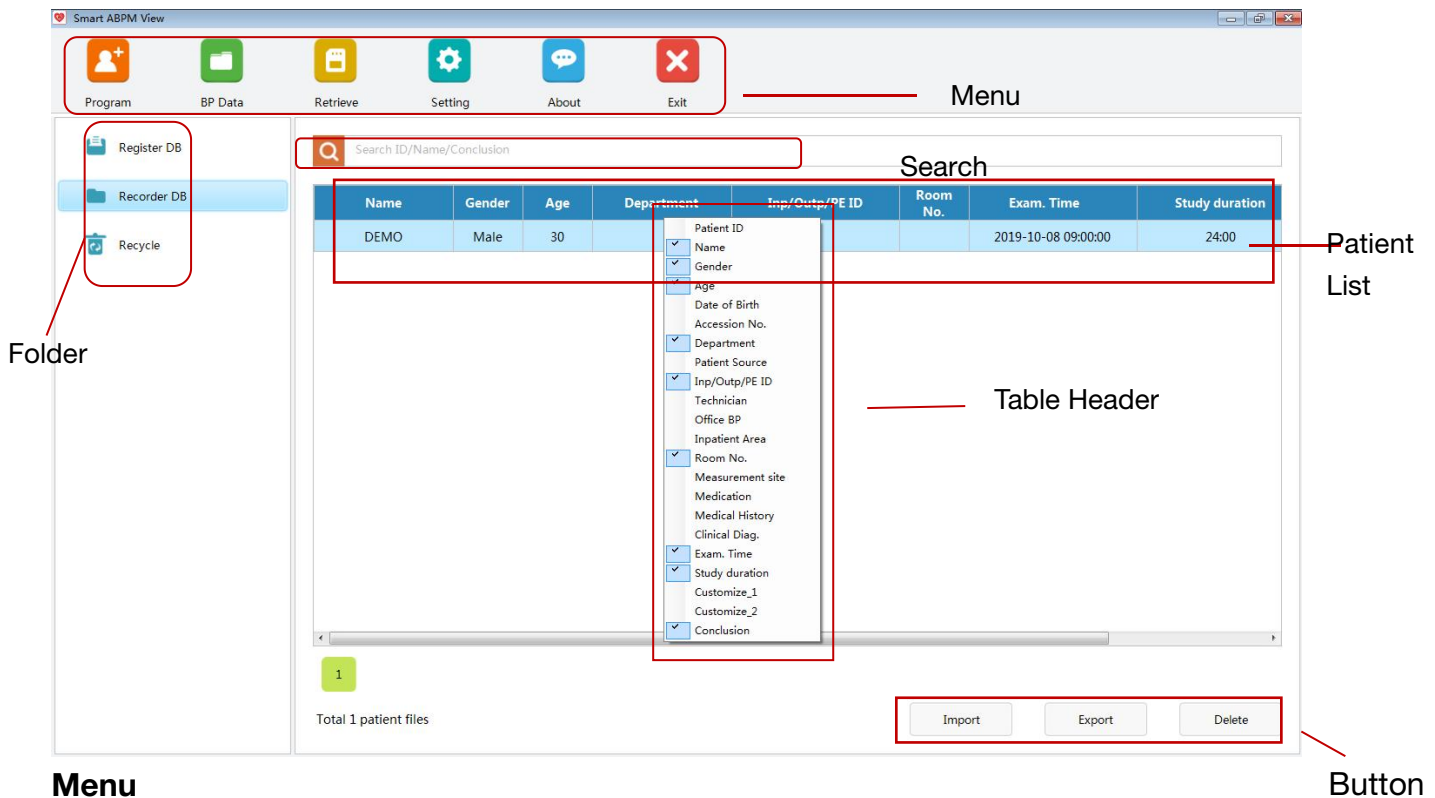 Smart ABPM View
Program BP Data Retrieve Setting About Exit
Menu
Register DB
Recorder DB
Recycle
Folder
Search ID/Name/Conclusion
Search
Name Gender Age Department Inp/Outp/PE ID Room No. Exam. Time Study duration
DEMO Male 30 2019-10-08 09:00:00 24:00
Patient
List
Patient ID
Name
Gender
Age
Date of Birth
Accession No.
Department
Patient Source
Inp/Outp/PE ID
Technician
Office BP
Inpatient Area
Room No.
Measurement site
Medication
Medical History
Clinical Diag.
Exam. Time
Study duration
Customize_1
Customize_2
Conclusion
Table Header
1
Total 1 patient files
Import Export Delete
Button
Menu